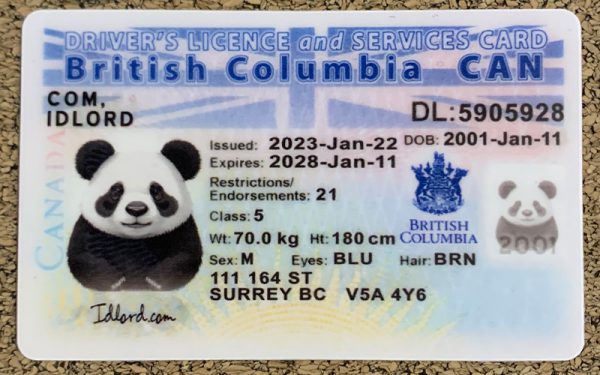 DRIVER'S LICENCE and SERVICES CARD
British Columbia CAN
COM,
IDLORD
DL:5905928
Issued: 2023-Jan-22 DOB: 2001-Jan-11
Expires: 2028-Jan-11
Restrictions/
Endorsements: 21
Class: 5
Wt: 70.0 kg Ht: 180 cm
Sex: M Eyes: BLU Hair: BRN
111 164 ST
SURREY BC V5A 4Y6
CANADA
BRITISH
COLUMBIA
2001
Idlord.com